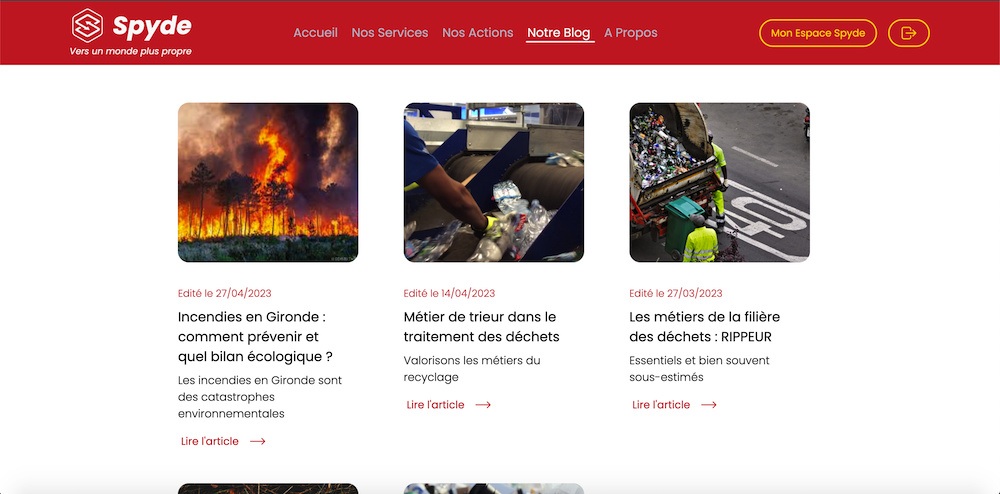 Spyde
Vers un monde plus propre
Accueil
Nos Services
Nos Actions
Notre Blog
A Propos
Mon Espace Spyde
40
Edité le 27/04/2023
Incendies en Gironde :
comment prévenir et
quel bilan écologique ?
Les incendies en Gironde sont
des catastrophes
environnementales
Lire l'article
Edité le 14/04/2023
Métier de trieur dans le
traitement des déchets
Valorisons les métiers du
recyclage
Lire l'article
Edité le 27/03/2023
Les métiers de la filière
des déchets : RIPPEUR
Essentiels et bien souvent
sous-estimés
Lire l'article